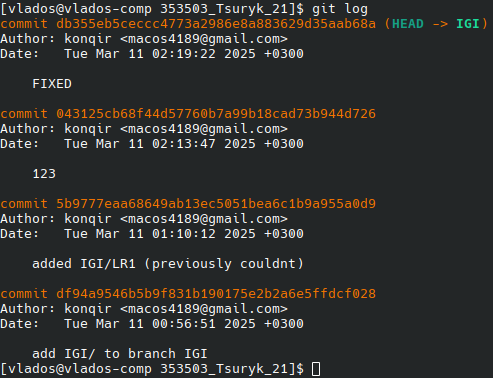 [vlados@vlados-comp 353503_Tsuryk_21]$ git log
commit db355eb5ceccc4773a2986e8a883629d35aab68a (HEAD -> IGI)
Author: konqir <macos4189@gmail.com>
Date:   Tue Mar 11 02:19:22 2025 +0300
FIXED
commit 043125cb68f44d57760b7a99b18cad73b944d726
Author: konqir <macos4189@gmail.com>
Date:   Tue Mar 11 02:13:47 2025 +0300
123
commit 5b9777eaa68649ab13ec5051bea6c1b9a955a0d9
Author: konqir <macos4189@gmail.com>
Date:   Tue Mar 11 01:10:12 2025 +0300
added IGI/LR1 (previously couldnt)
commit df94a9546b5b9f831b190175e2b2a6e5ffdcf028
Author: konqir <macos4189@gmail.com>
Date:   Tue Mar 11 00:56:51 2025 +0300
add IGI/ to branch IGI
[vlados@vlados-comp 353503_Tsuryk_21]$